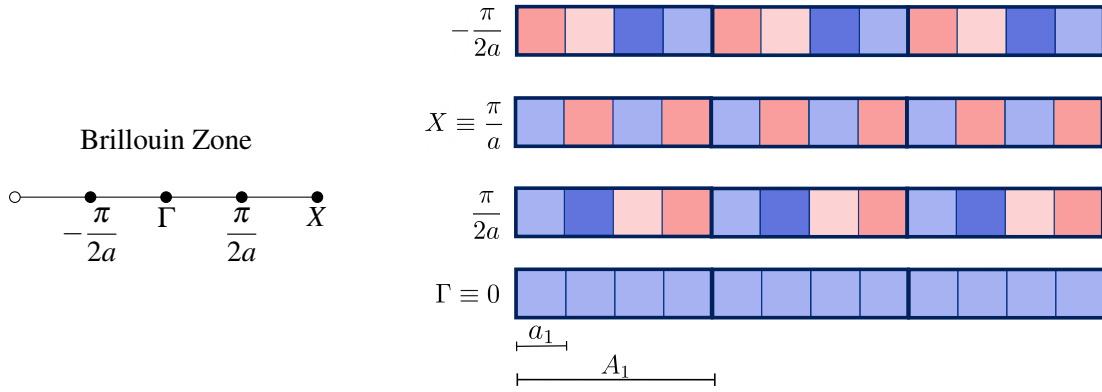 Brillouin Zone
-π/2a
Γ
π/2a
X
-π/2a
X ≡ π/a
π/2a
Γ ≡ 0
a₁
A₁